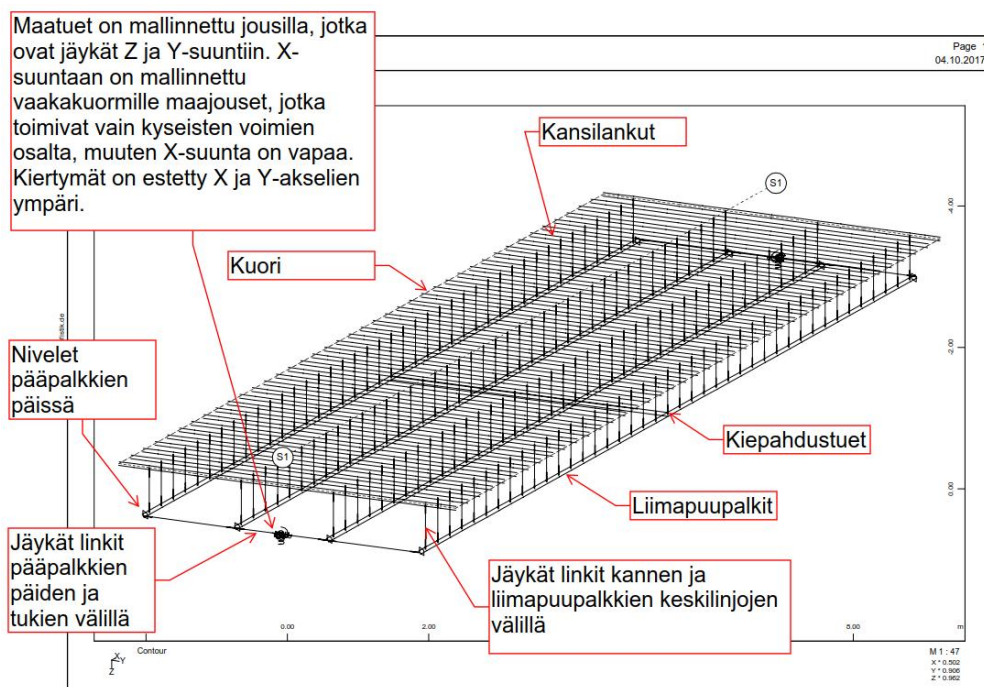 Maatuet on mallinnettu jousilla, jotka
ovat jäykät Z ja Y-suuntiin. X-
suuntaan on mallinnettu
vaakakuormille maajouset, jotka
toimivat vain kyseisten voimien
osalta, muuten X-suunta on vapaa.
Kiertymät on estetty X ja Y-akselien
ympäri.
Page 1
04.10.2017
Kansilankut
S1
-4.00
Kuori
Nivelet
pääpalkkien
päissä
-2.00
Kiepahdustuet
S1
0.00
Liimapuupalkit
Jäykät linkit
pääpalkkien
päiden ja
tukien välillä
Jäykät linkit kannen ja
liimapuupalkkien keskilinjojen
välillä
0.00
2.00
m
X
Y
Z
Contour
M 1 : 47
X * 0.502
Y * 0.906
Z * 0.962